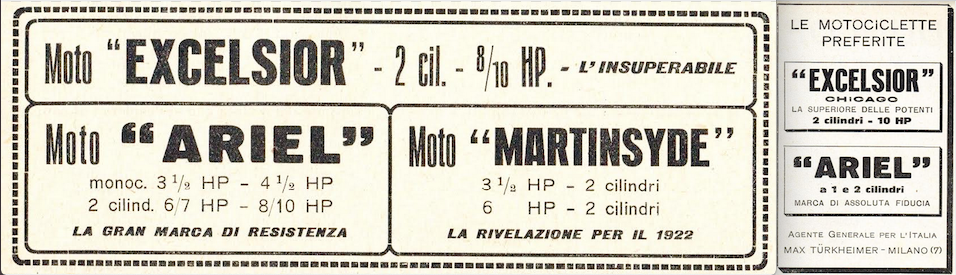 Moto "EXCELSIOR" - 2 cil. - 8/10 HP. - L'INSUPERABILE
Moto "ARIEL"
monoc. 3 1/2 HP - 4 1/2 HP
2 cilind. 6/7 HP - 8/10 HP
LA GRAN MARCA DI RESISTENZA
Moto "MARTINSYDE"
3 1/2 HP - 2 cilindri
6 HP - 2 cilindri
LA RIVELAZIONE PER IL 1922
LE MOTOCICLETTE
PREFERITE
"EXCELSIOR"
CHICAGO
LA SUPERIORE DELLE POTENTI
2 cilindri - 10 HP
"ARIEL"
a 1 e 2 cilindri
MARCA DI ASSOLUTA FIDUCIA
AGENTE GENERALE PER L'ITALIA
MAX TÜRKHEIMER - MILANO (7)